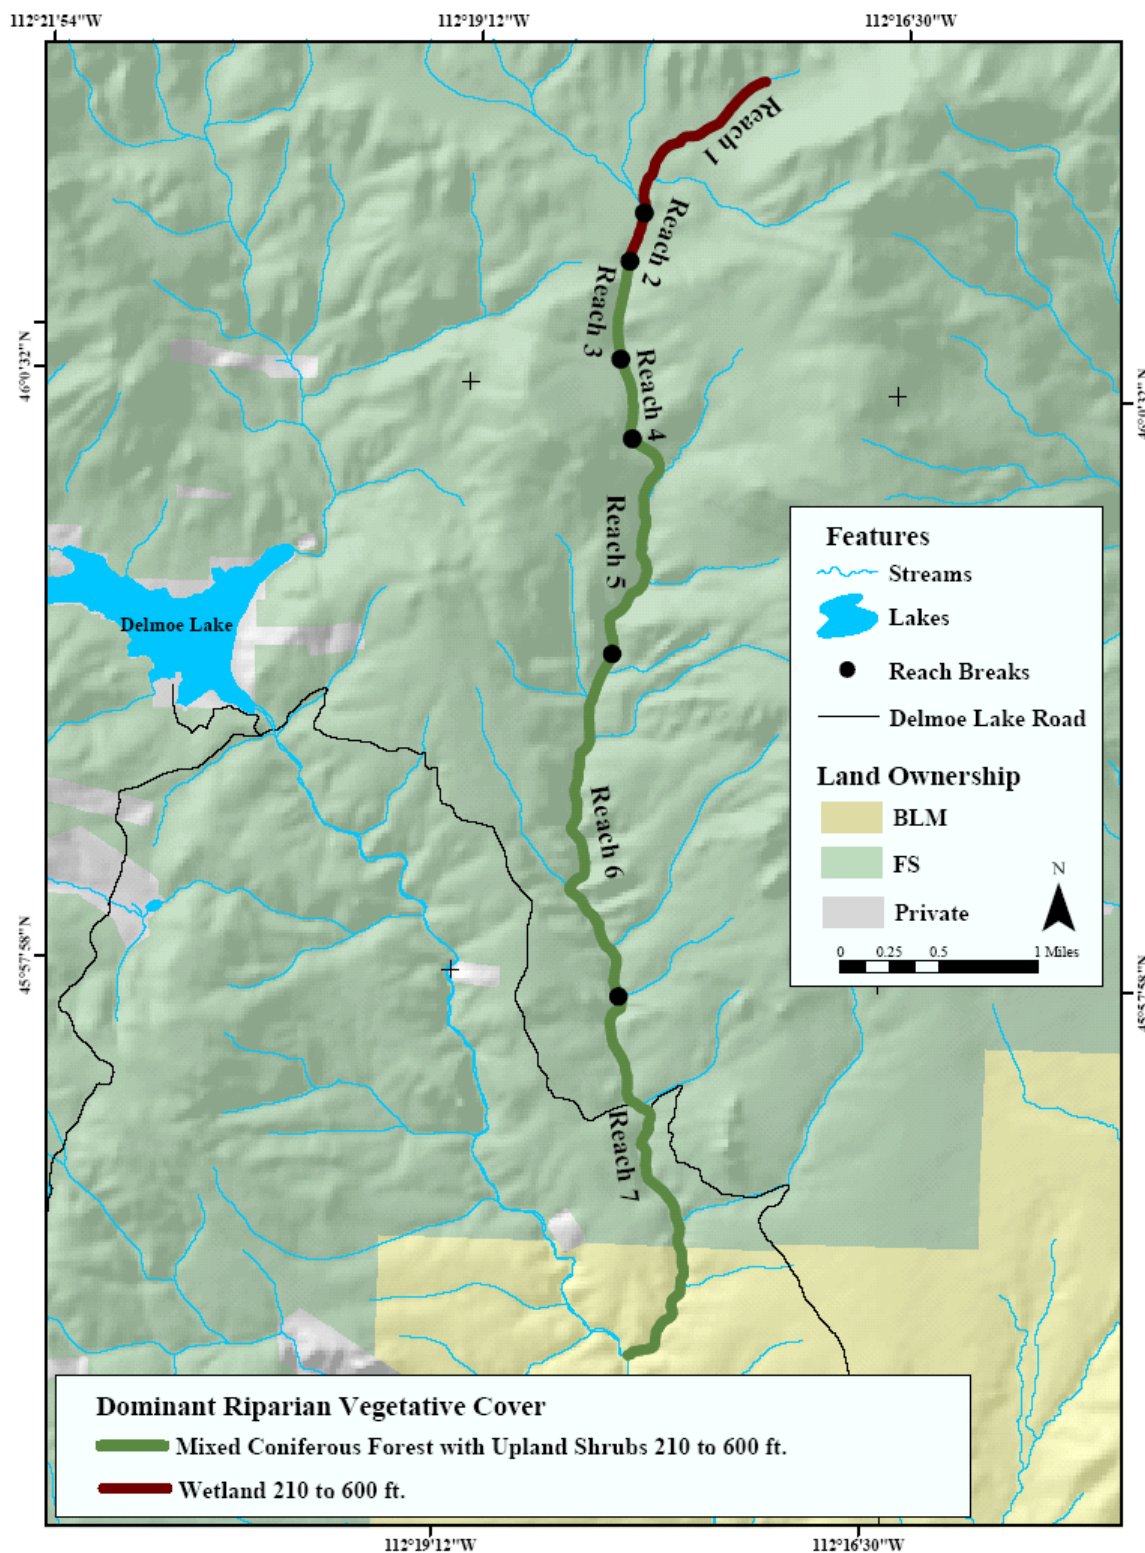 112°21'54"W
112°19'12"W
112°16'30"W
Reach 1
Reach 2
Reach 3
46°0'32"N
Reach 4
Reach 5
Features
Streams
Lakes
Delmoe Lake
Reach Breaks
Delmoe Lake Road
Land Ownership
BLM
Reach 6
FS
N
Private
0 0.25 0.5 1 Miles
45°57'58"N
45°57'58"N
Reach 7
Dominant Riparian Vegetative Cover
Mixed Coniferous Forest with Upland Shrubs 210 to 600 ft.
Wetland 210 to 600 ft.
112°19'12"W
112°16'30"W